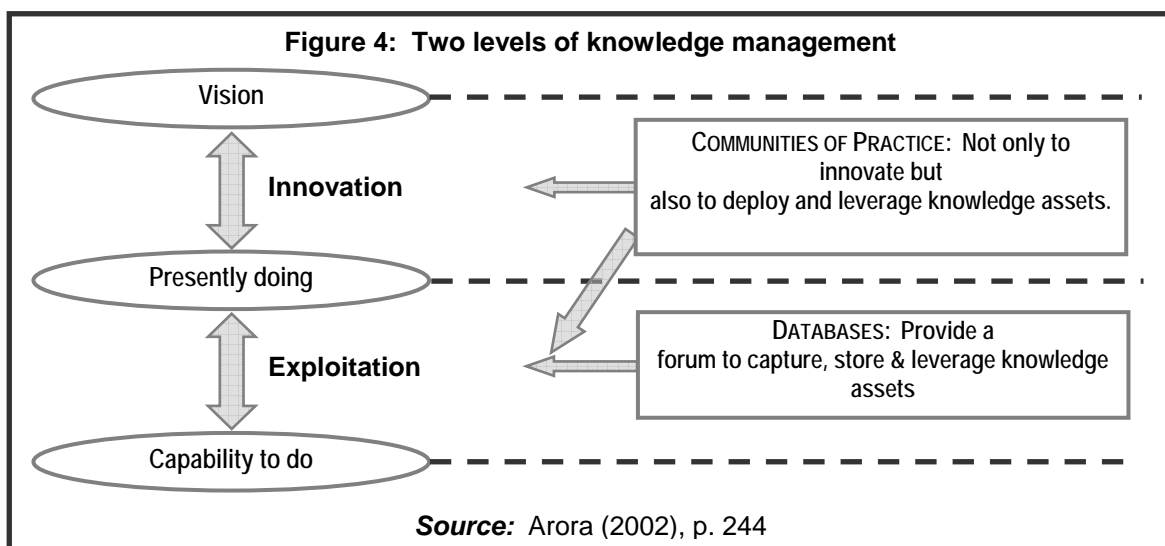 Figure 4: Two levels of knowledge management
Vision
COMMUNITIES OF PRACTICE: Not only to
innovate but
also to deploy and leverage knowledge assets.
Innovation
Presently doing
DATABASES: Provide a
forum to capture, store & leverage knowledge
assets
Exploitation
Capability to do
Source: Arora (2002), p. 244